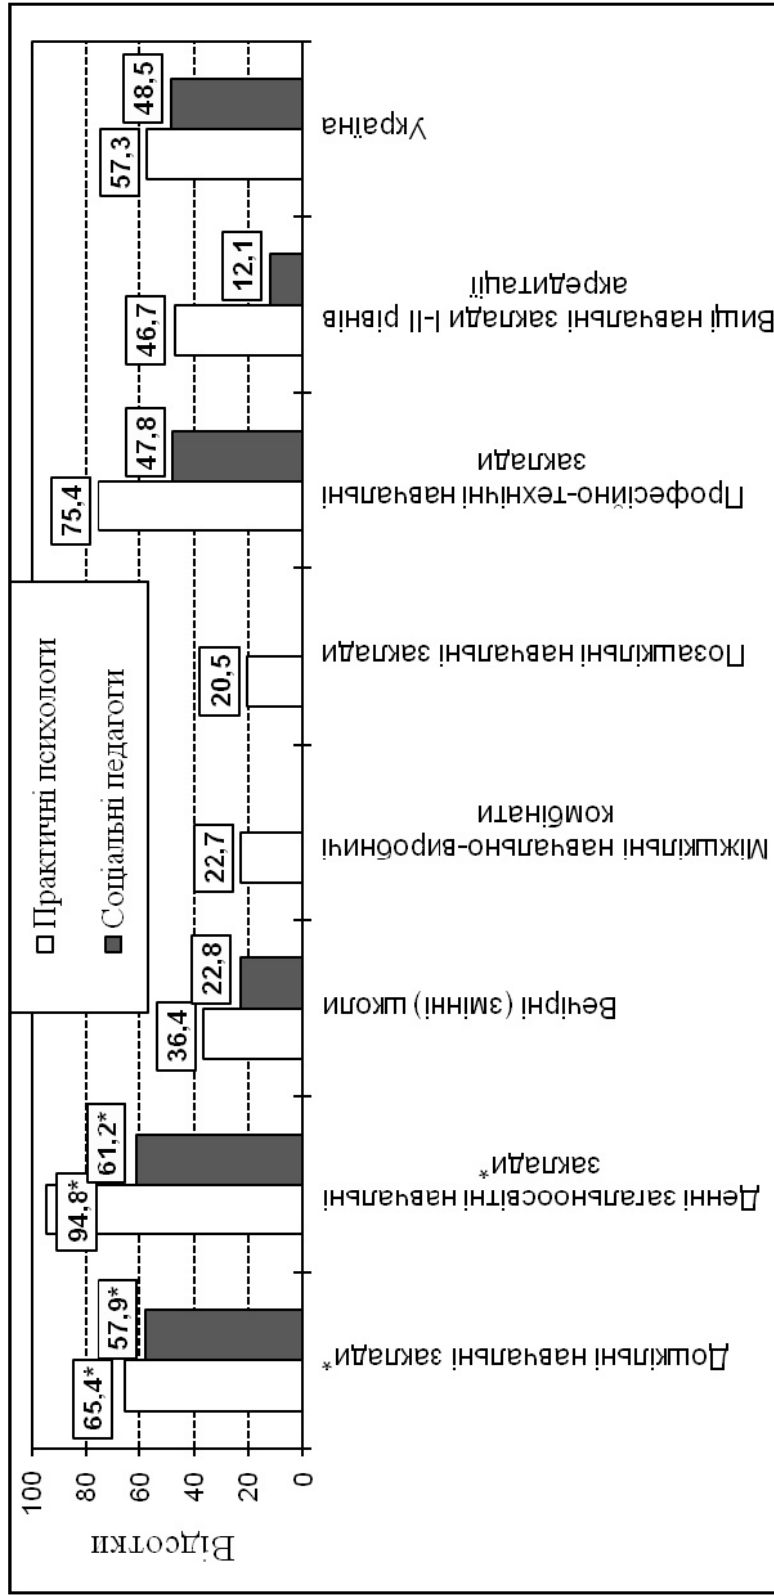 Практичні психологи
Соціальні педагоги
Відсотки
100
80
60
40
20
0
65,4*
57,9*
94,8*
61,2*
36,4
22,8
22,7
20,5
75,4
47,8
46,7
12,1
57,3
48,5
Дошкільні навчальні заклади*
Денні загальноосвітні навчальні
заклади*
Вечірні (змінні) школи
Міжшкільні навчально-виробничі
комбінати
Позашкільні навчальні заклади
Професійно-технічні навчальні
заклади
Вищі навчальні заклади І-ІІ рівнів
акредитації
Україна